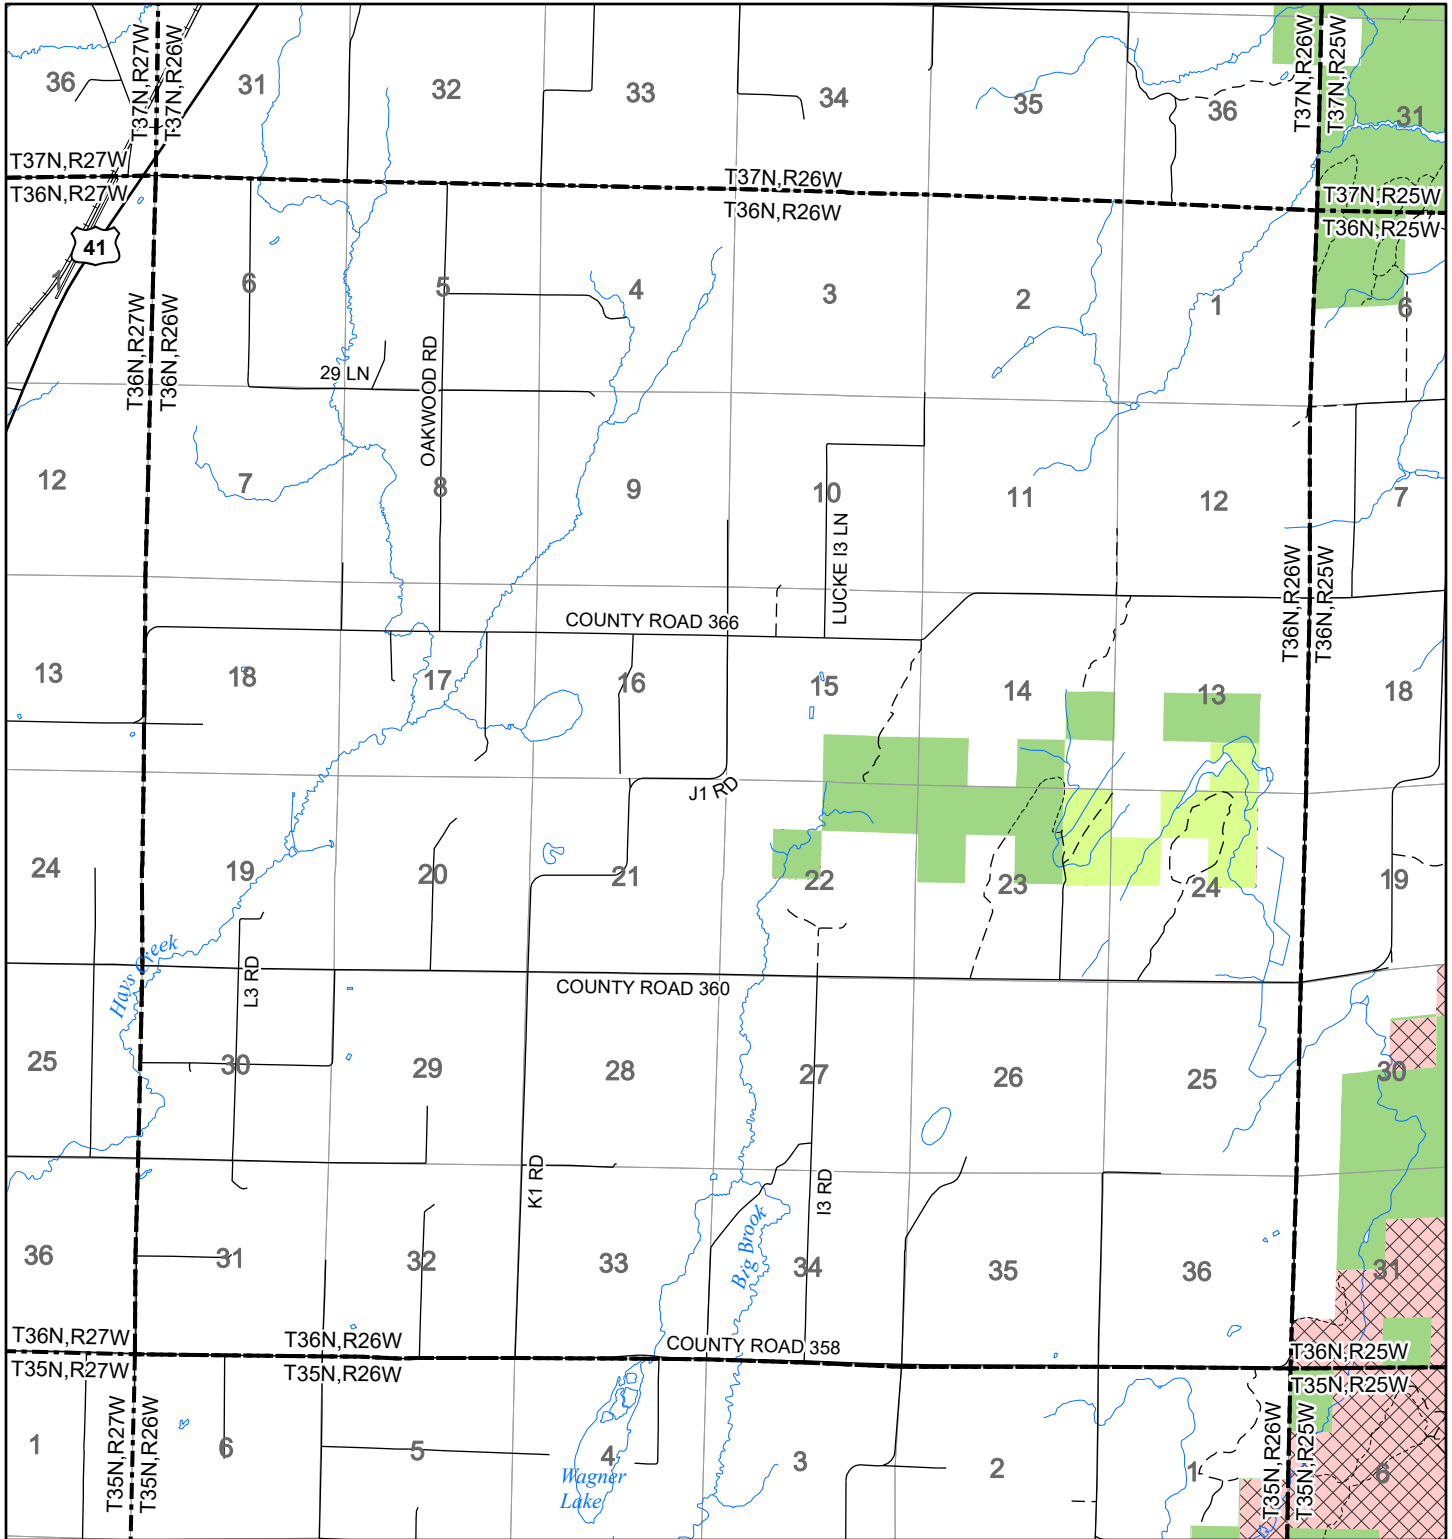 36
31
32
33
34
35
36
31
T37N,R27W
T37N,R26W
T37N,R26W
T37N,R25W
T37N,R27W
T36N,R27W
T37N,R26W
T36N,R26W
T37N,R25W
T36N,R25W
41
1
6
5
4
3
2
1
6
T36N,R27W
T36N,R26W
29 LN
OAKWOOD RD
12
7
8
9
10
11
12
7
LUCKE I3 LN
T36N,R26W
T36N,R25W
COUNTY ROAD 366
13
18
17
16
15
14
13
18
J1 RD
24
19
20
21
22
23
24
19
Hays Creek
L3 RD
COUNTY ROAD 360
25
30
29
28
27
26
25
30
K1 RD
I3 RD
Big Brook
36
31
32
33
34
35
36
31
T36N,R27W
T35N,R27W
T36N,R26W
T35N,R26W
COUNTY ROAD 358
T36N,R25W
T35N,R25W
T35N,R27W
T35N,R26W
T35N,R26W
T35N,R25W
1
6
5
4
3
2
1
6
Wagner
Lake